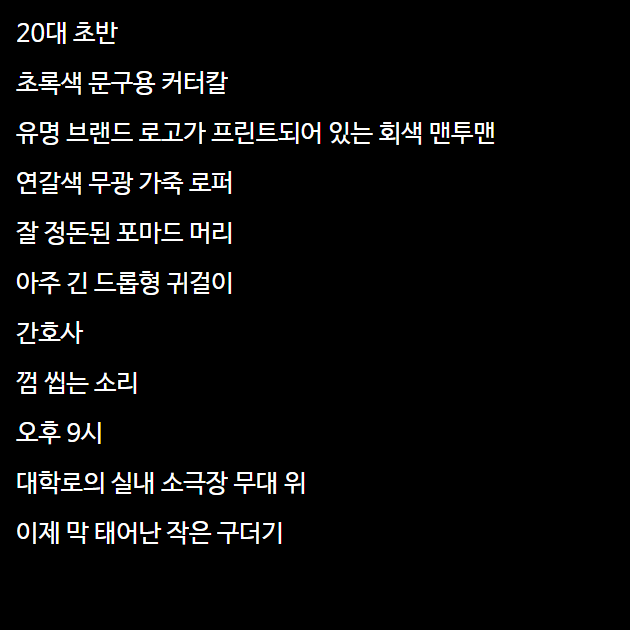 20대 초반
초록색 문구용 커터칼
유명 브랜드 로고가 프린트되어 있는 회색 맨투맨
연갈색 무광 가죽 로퍼
잘 정돈된 포마드 머리
아주 긴 드롭형 귀걸이
간호사
껌 씹는 소리
오후 9시
대학로의 실내 소극장 무대 위
이제 막 태어난 작은 구더기